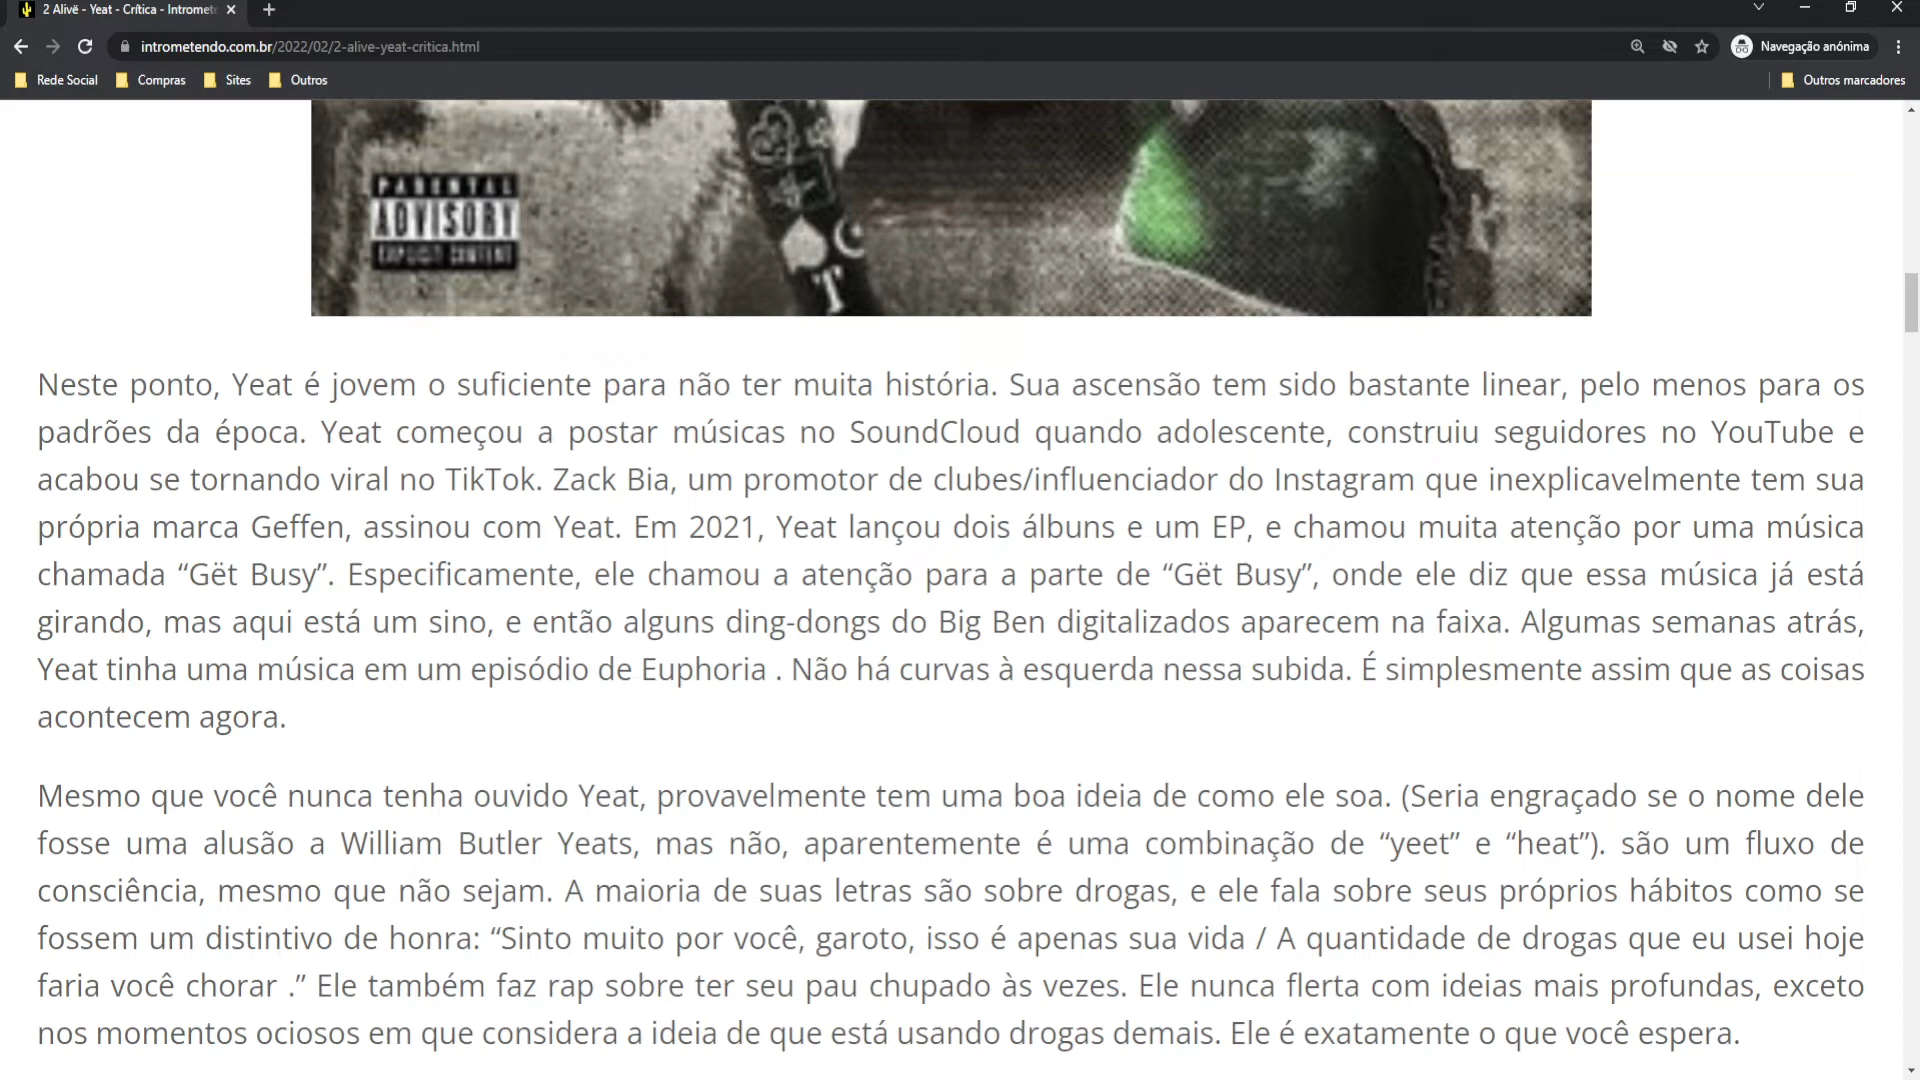 2 Alivë - Yeat - Crítica - Intromet
intrometendo.com.br/2022/02/2-alive-yeat-critica.html
Navegação anónima
Rede Social
Compras
Sites
Outros
Outros marcadores
PARENTAL
ADVISORY
EXPLICIT CONTENT
T
Neste ponto, Yeat é jovem o suficiente para não ter muita história. Sua ascensão tem sido bastante linear, pelo menos para os
padrões da época. Yeat começou a postar músicas no SoundCloud quando adolescente, construiu seguidores no YouTube e
acabou se tornando viral no TikTok. Zack Bia, um promotor de clubes/influenciador do Instagram que inexplicavelmente tem sua
própria marca Geffen, assinou com Yeat. Em 2021, Yeat lançou dois álbuns e um EP, e chamou muita atenção por uma música
chamada “Gët Busy”. Especificamente, ele chamou a atenção para a parte de “Gët Busy”, onde ele diz que essa música já está
girando, mas aqui está um sino, e então alguns ding-dongs do Big Ben digitalizados aparecem na faixa. Algumas semanas atrás,
Yeat tinha uma música em um episódio de Euphoria . Não há curvas à esquerda nessa subida. É simplesmente assim que as coisas
acontecem agora.
Mesmo que você nunca tenha ouvido Yeat, provavelmente tem uma boa ideia de como ele soa. (Seria engraçado se o nome dele
fosse uma alusão a William Butler Yeats, mas não, aparentemente é uma combinação de “yeet” e “heat”). são um fluxo de
consciência, mesmo que não sejam. A maioria de suas letras são sobre drogas, e ele fala sobre seus próprios hábitos como se
fossem um distintivo de honra: “Sinto muito por você, garoto, isso é apenas sua vida / A quantidade de drogas que eu usei hoje
faria você chorar .” Ele também faz rap sobre ter seu pau chupado às vezes. Ele nunca flerta com ideias mais profundas, exceto
nos momentos ociosos em que considera a ideia de que está usando drogas demais. Ele é exatamente o que você espera.